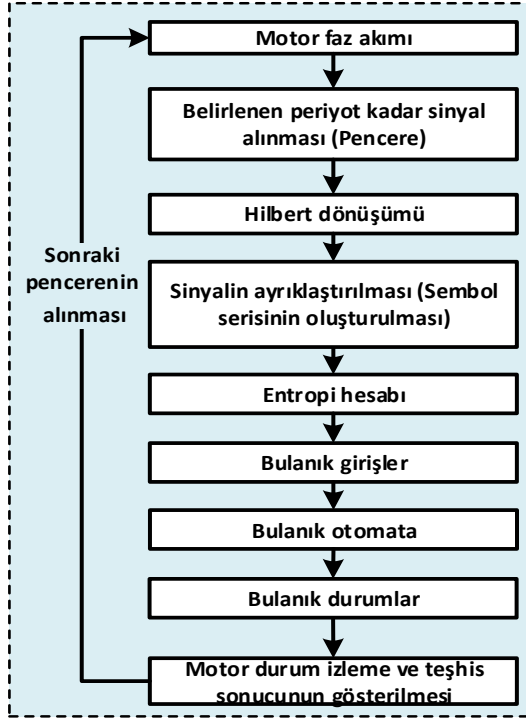 Motor faz akımı
Belirlenen periyot kadar sinyal
alınması (Pencere)
Hilbert dönüşümü
Sonraki
pencerenin
alınması
Sinyalin ayrıklaştırılması (Sembol
serisinin oluşturulması)
Entropi hesabı
Bulanık girişler
Bulanık otomata
Bulanık durumlar
Motor durum izleme ve teşhis
sonucunun gösterilmesi